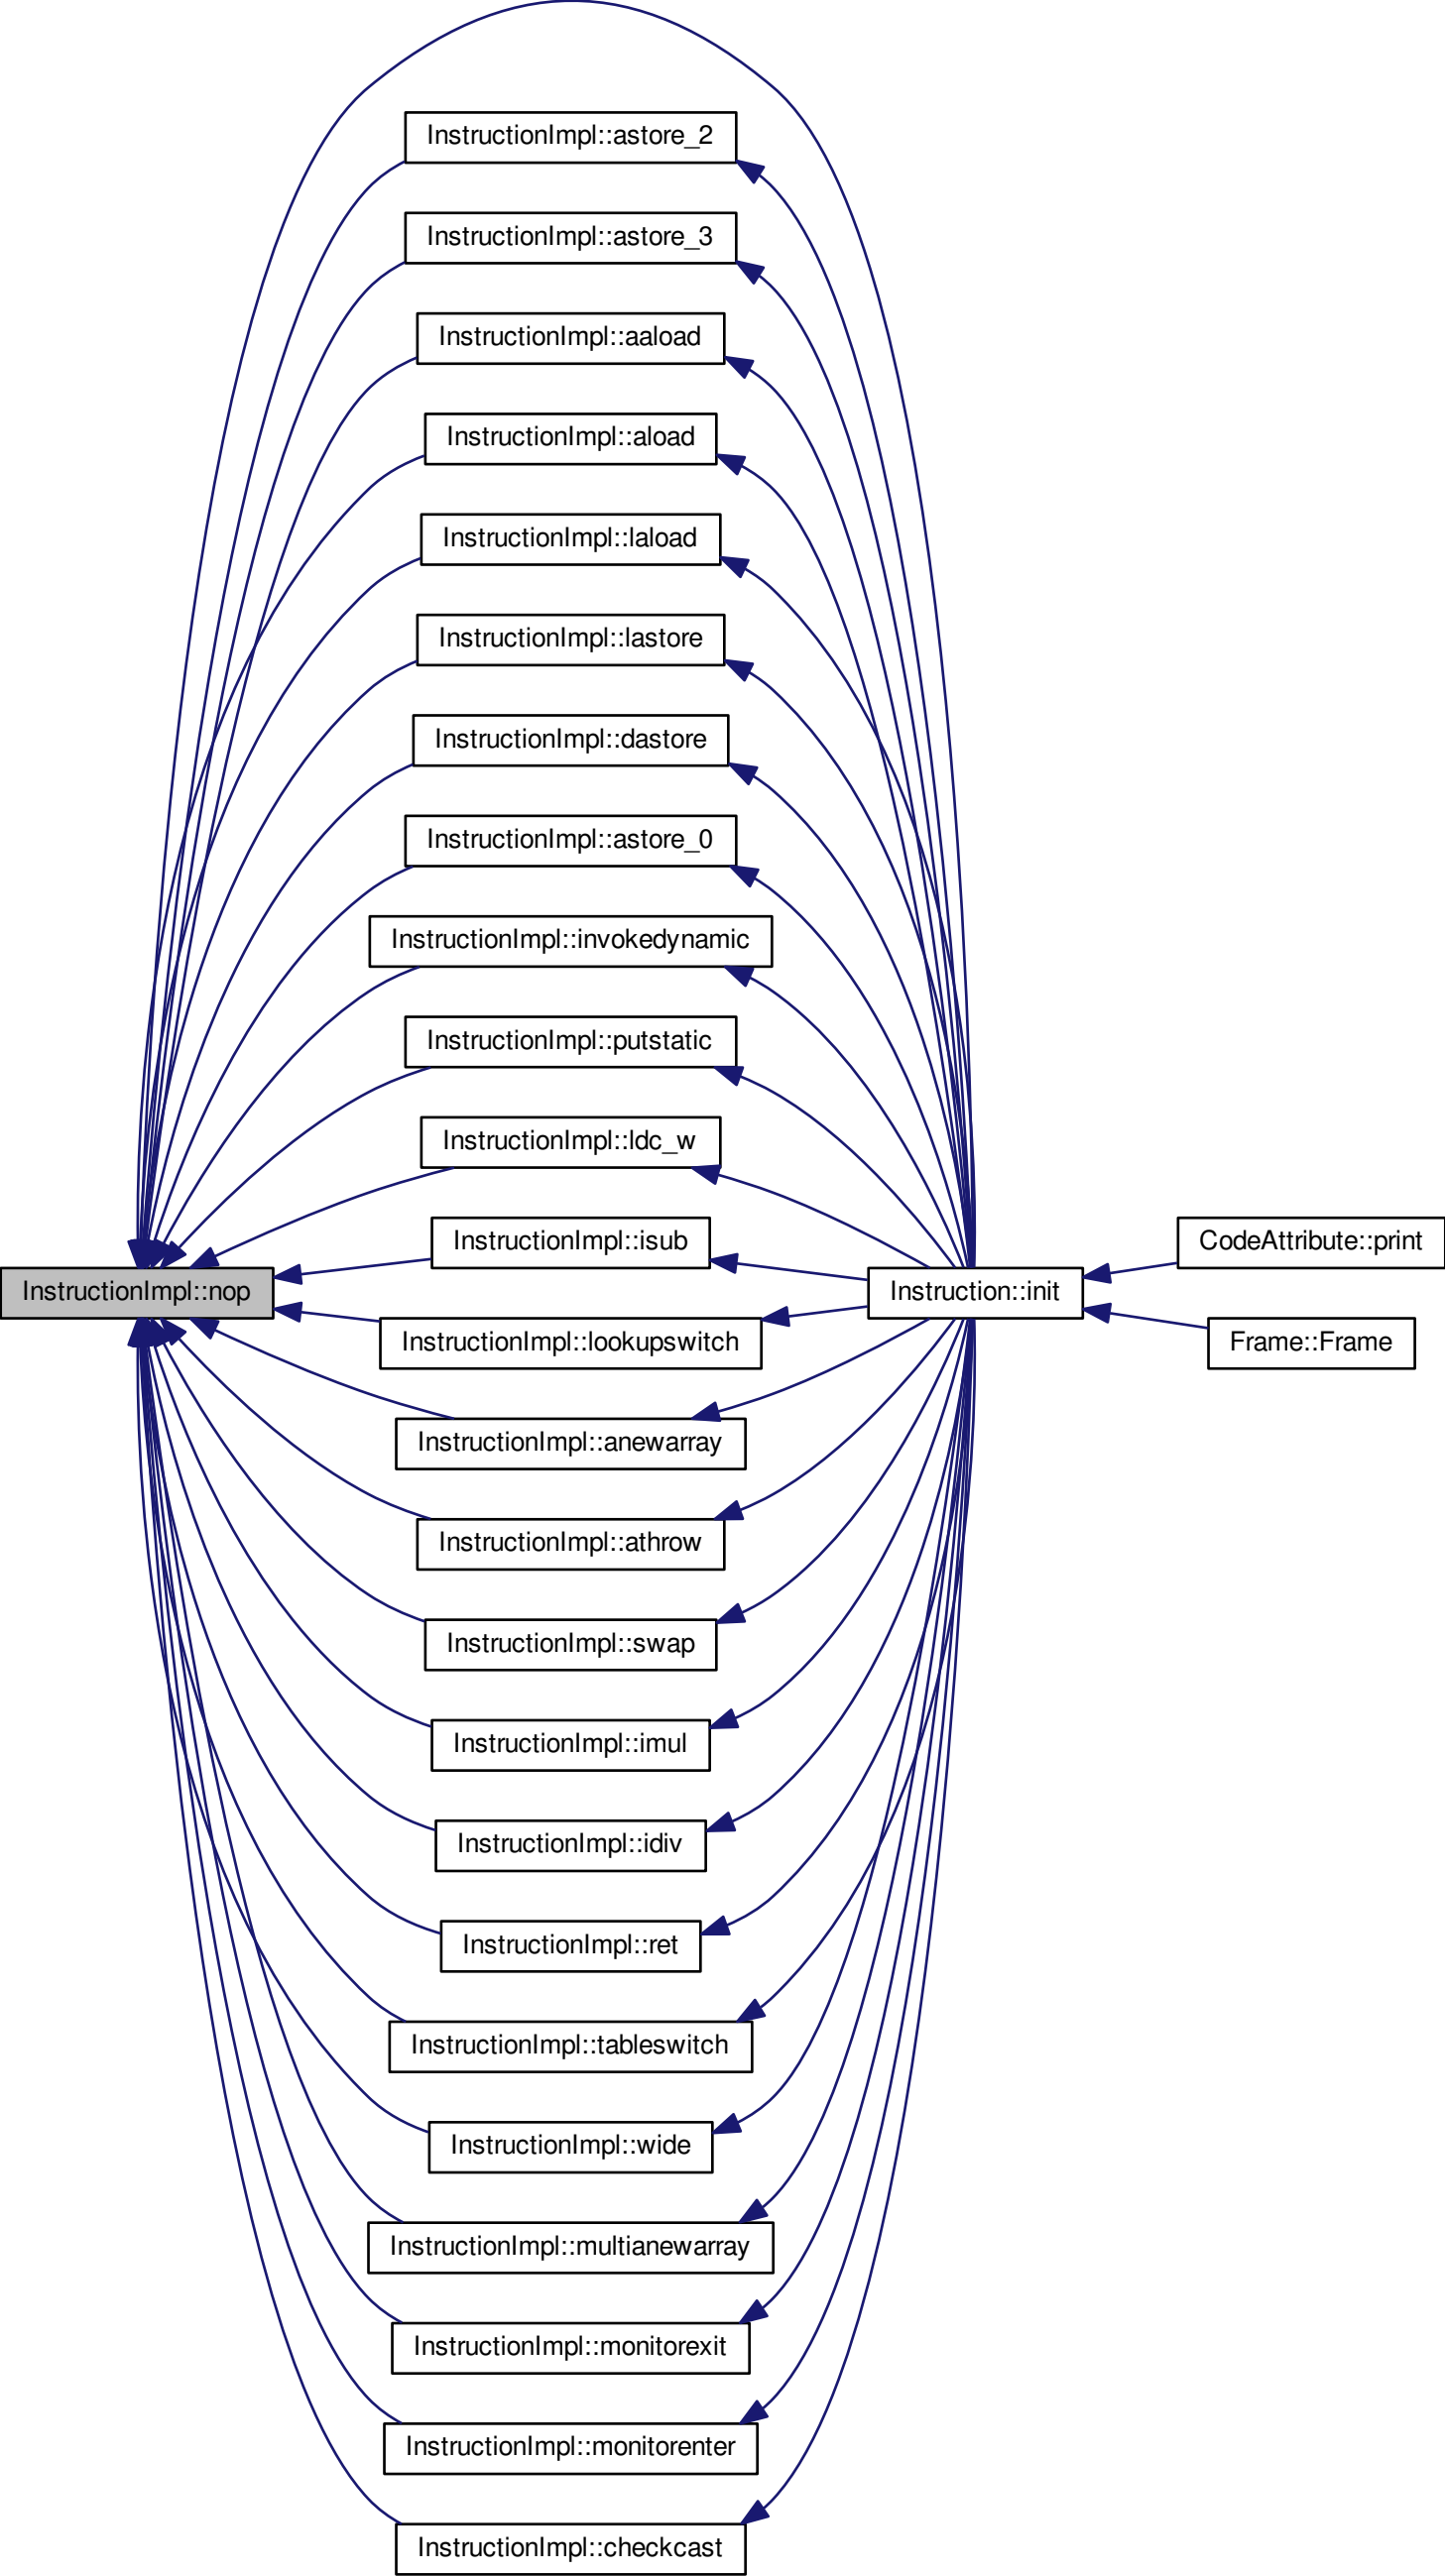 InstructionImpl::astore_2
InstructionImpl::astore_3
InstructionImpl::aaload
InstructionImpl::aload
InstructionImpl::laload
InstructionImpl::lastore
InstructionImpl::dastore
InstructionImpl::astore_0
InstructionImpl::invokedynamic
InstructionImpl::putstatic
InstructionImpl::ldc_w
InstructionImpl::isub
CodeAttribute::print
InstructionImpl::nop
Instruction::init
InstructionImpl::lookupswitch
Frame::Frame
InstructionImpl::anewarray
InstructionImpl::athrow
InstructionImpl::swap
InstructionImpl::imul
InstructionImpl::idiv
InstructionImpl::ret
InstructionImpl::tableswitch
InstructionImpl::wide
InstructionImpl::multianewarray
InstructionImpl::monitorexit
InstructionImpl::monitorenter
InstructionImpl::checkcast